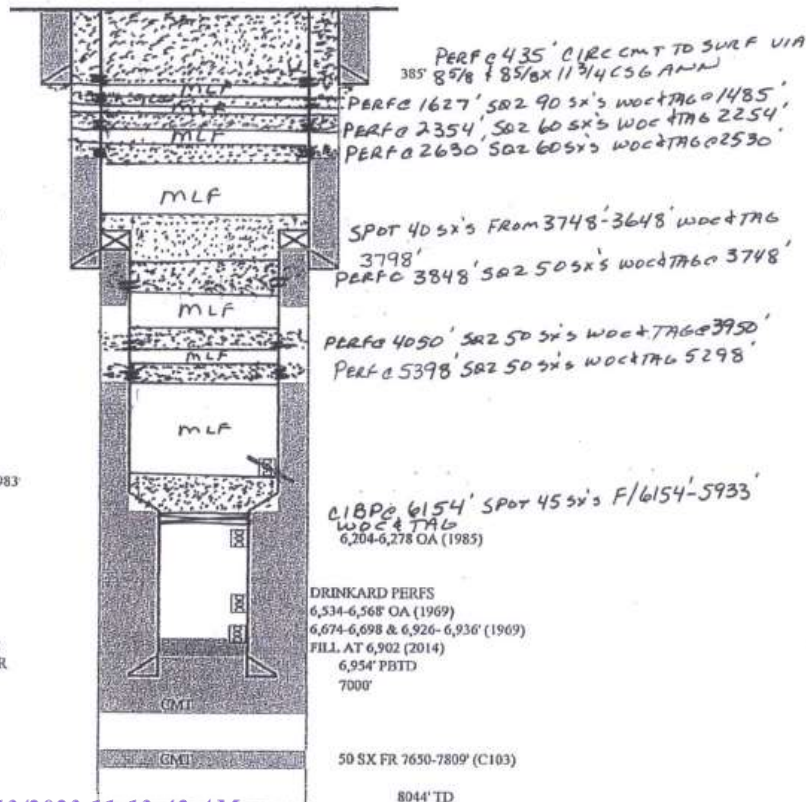 PERF @ 435' CIRC CMT TO SURF VIA
385' 8 5/8 & 8 5/8 x 11 3/4 CSG ANN
MLF
PERF @ 1627' SQZ 90 SX'S WOC & TAG @ 1485'
MLF
PERF @ 2354' SQZ 60 SX'S WOC & TAG 2254'
MLF
PERF @ 2630' SQZ 60 SX'S WOC & TAG @ 2530'
MLF
SPOT 40 SX'S FROM 3748'-3648' WOC & TAG
3798'
PERF @ 3848' SQZ 50 SX'S WOC & TAG @ 3748'
MLF
PERF @ 4050' SQZ 50 SX'S WOC & TAG @ 3950'
MLF
PERF @ 5398' SQZ 50 SX'S WOC & TAG 5298'
MLF
983'
CIBP @ 6154' SPOT 45 SX'S F/6154'-5933'
WOC & TAG
6,204-6,278 OA (1985)
DRINKARD PERFS
6,534-6,568' OA (1969)
6,674-6,698 & 6,926- 6,936' (1969)
FILL AT 6,902 (2014)
R
6,954' PBTD
7000'
CMT
CMT
50 SX FR 7650-7809' (C103)
8044' TD